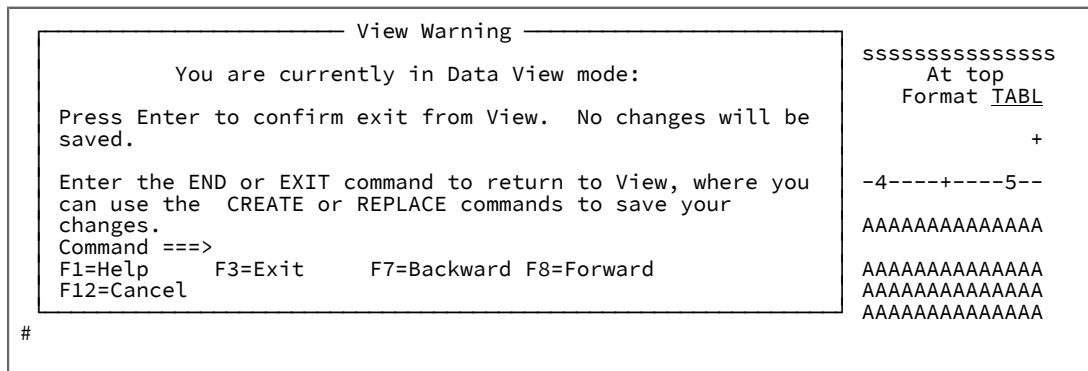 View Warning
ssssssssssssss
You are currently in Data View mode:
At top
Format TABL
Press Enter to confirm exit from View.  No changes will be
saved.
+
Enter the END or EXIT command to return to View, where you
-4----+----5--
can use the  CREATE or REPLACE commands to save your
changes.
AAAAAAAAAAAAAA
Command ===>
F1=Help      F3=Exit      F7=Backward F8=Forward
AAAAAAAAAAAAAA
F12=Cancel
AAAAAAAAAAAAAA
AAAAAAAAAAAAAA
#